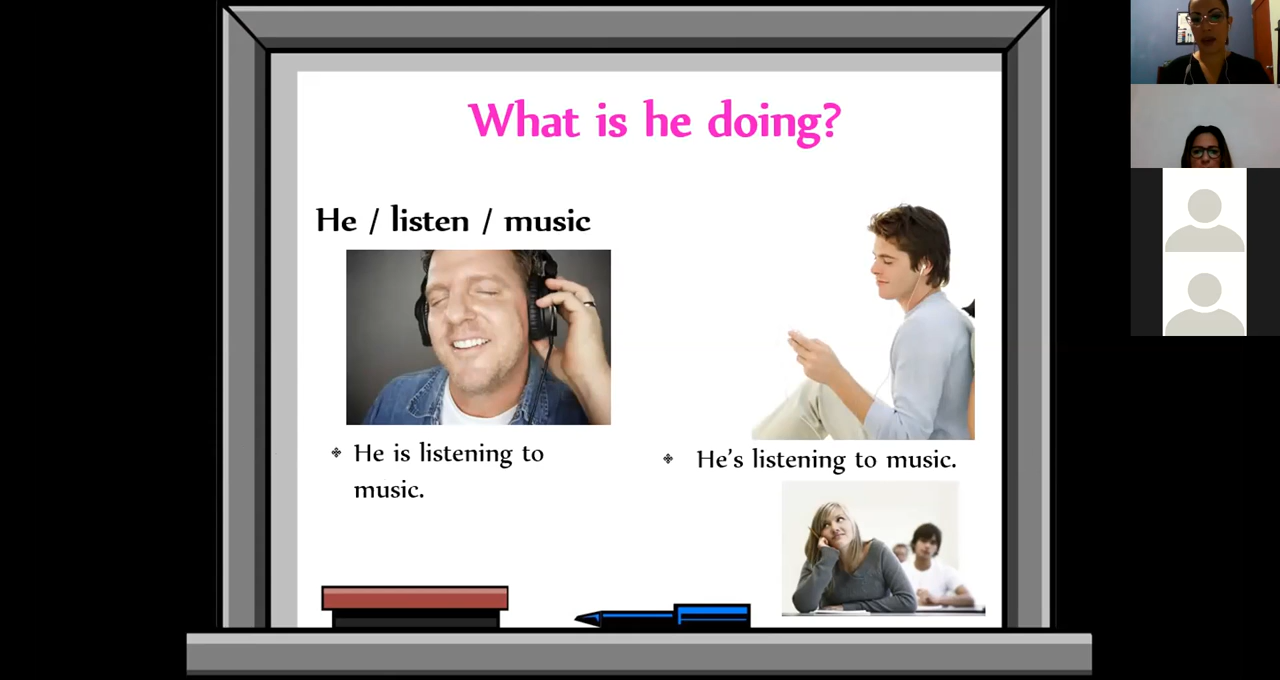 What is he doing?
He / listen / music
He is listening to
music.
He's listening to music.